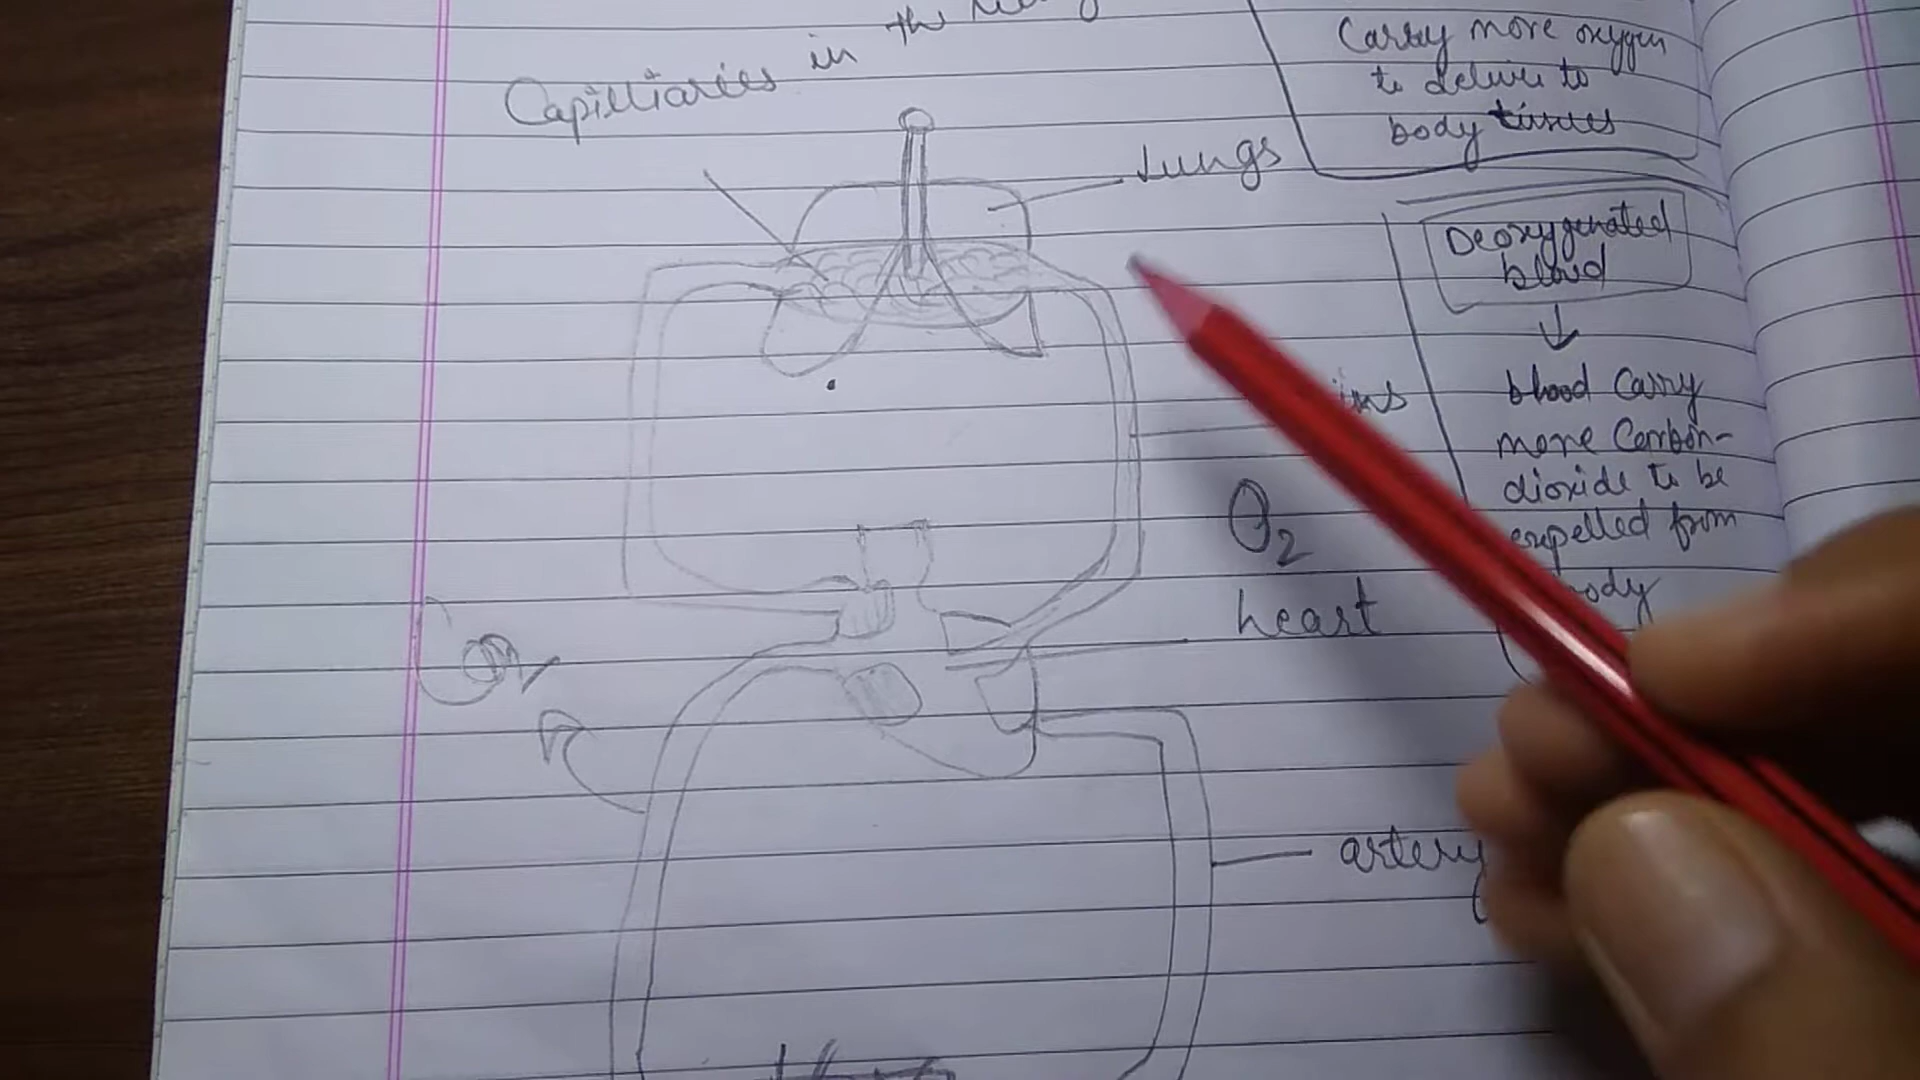 Capilliaries in the
Carry more oxygen
to deliver to
body tissues
Lungs
Deoxygenated
blood
blood Carry
more Carbon-
dioxide to be
expelled from
body
O2
heart
artery